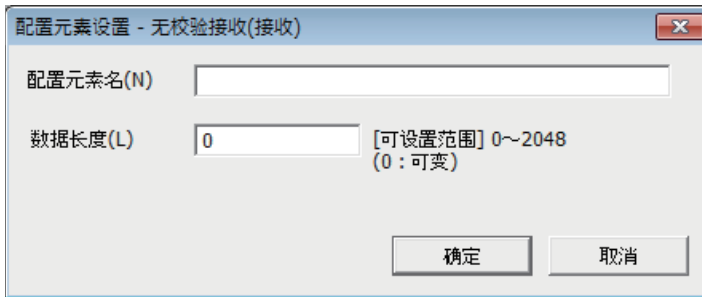 配置元素设置 - 无校验接收(接收)
配置元素名(N)
数据长度(L)
0
[可设置范围] 0～2048
(0：可变)
确定
取消